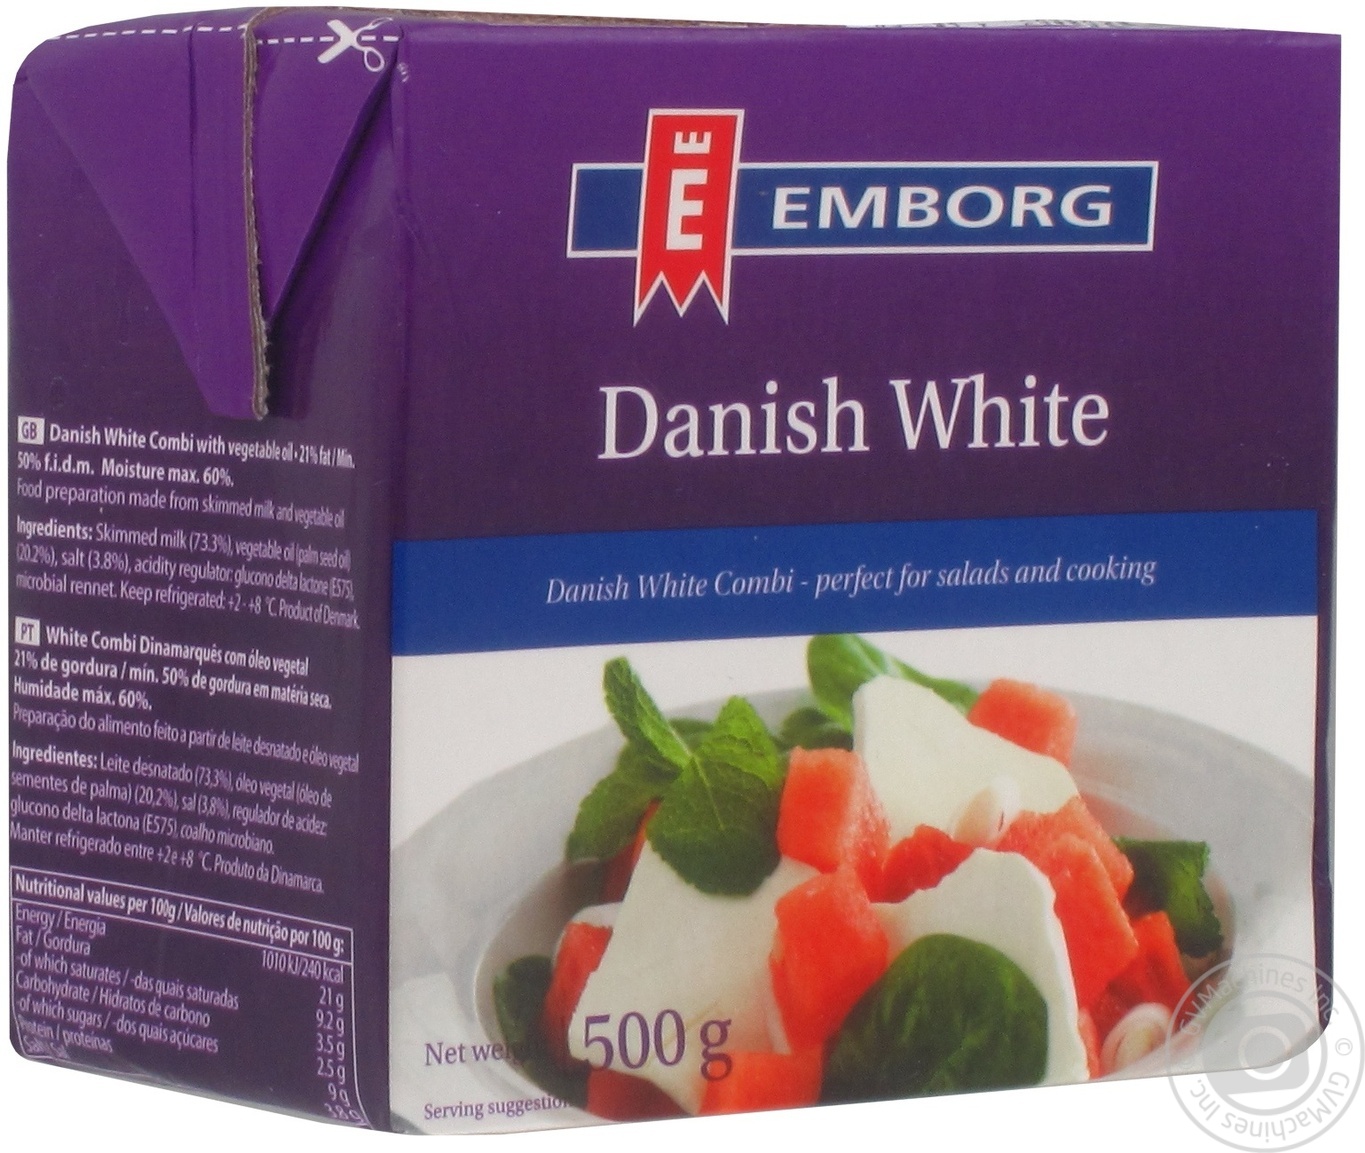 E
E
EMBORG
Danish White
Danish White Combi - perfect for salads and cooking
Net
500 g
Serving suggestion
GB Danish White Combi with vegetable oil • 21% fat / Min.
50% f.i.d.m. Moisture max. 60%.
Food preparation made from skimmed milk and vegetable oil
Ingredients: Skimmed milk (73.3%), vegetable oil (palm seed oil)
(20.2%), salt (3.8%), acidity regulator: glucono delta lactone (E575),
microbial rennet. Keep refrigerated: +2 - +8 °C. Product of Denmark.
PT White Combi Dinamarquês com óleo vegetal
21% de gordura / mín. 50% de gordura em matéria seca.
Humidade máx. 60%.
Preparação do alimento feito a partir de leite desnatado e óleo vegetal
Ingredientes: Leite desnatado (73,3%), óleo vegetal (óleo de
sementes de palma) (20,2%), sal (3,8%), regulador de acidez:
glucono delta lactona (E575), coalho microbiano.
Manter refrigerado entre +2 e +8 °C. Produto da Dinamarca.
Nutritional values per 100g / Valores de nutrição por 100 g:
Energy / Energia 1010 kJ/240 kcal
Fat / Gordura 21 g
-of which saturates / -das quais saturadas 9.2 g
Carbohydrate / Hidratos de carbono 3.5 g
-of which sugars / -dos quais açúcares 2.5 g
Protein / proteínas 9 g
Salt / Sal 3.8 g
GVMachines Inc.
© GVMachines Inc.